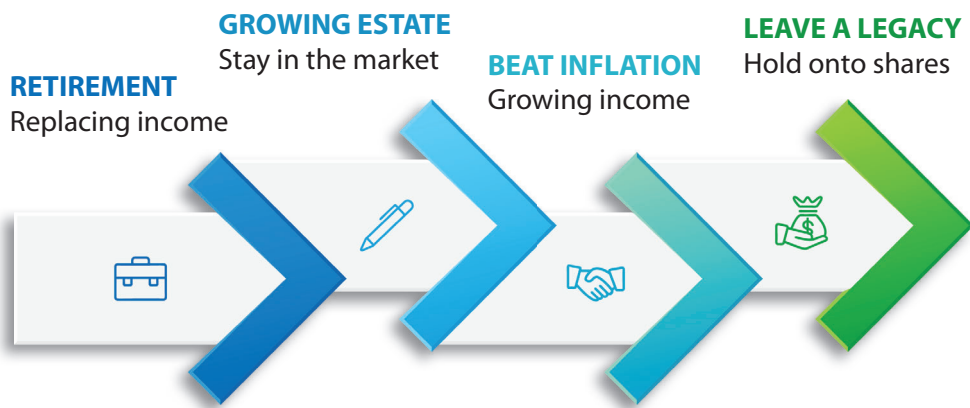 RETIREMENT
Replacing income
GROWING ESTATE
Stay in the market
BEAT INFLATION
Growing income
LEAVE A LEGACY
Hold onto shares
$